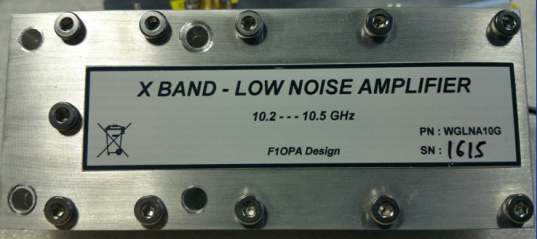 X BAND - LOW NOISE AMPLIFIER
10.2 - - - 10.5 GHz
PN : WGLNA10G
F1OPA Design
SN : 1615